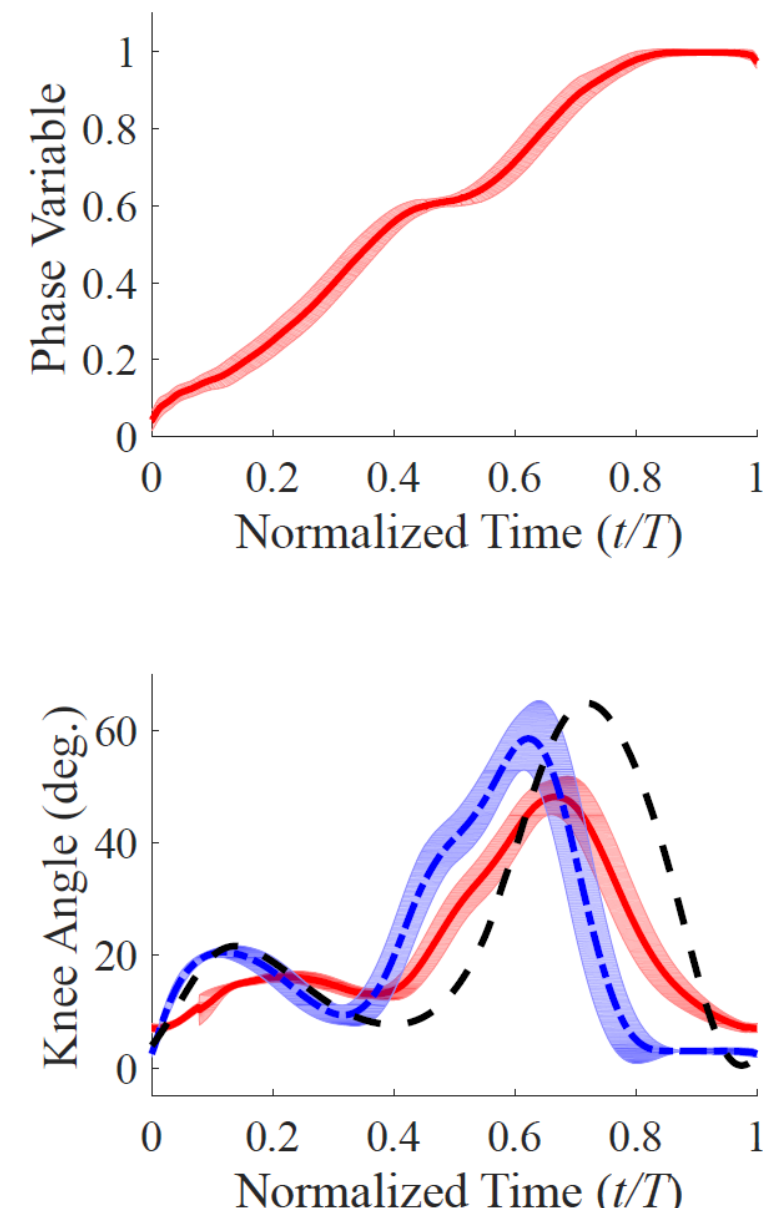 Phase Variable
1
0.8
0.6
0.4
0.2
0
0 0.2 0.4 0.6 0.8 1
Normalized Time (t/T)
Knee Angle (deg.)
60
40
20
0
0 0.2 0.4 0.6 0.8 1
Normalized Time (t/T)